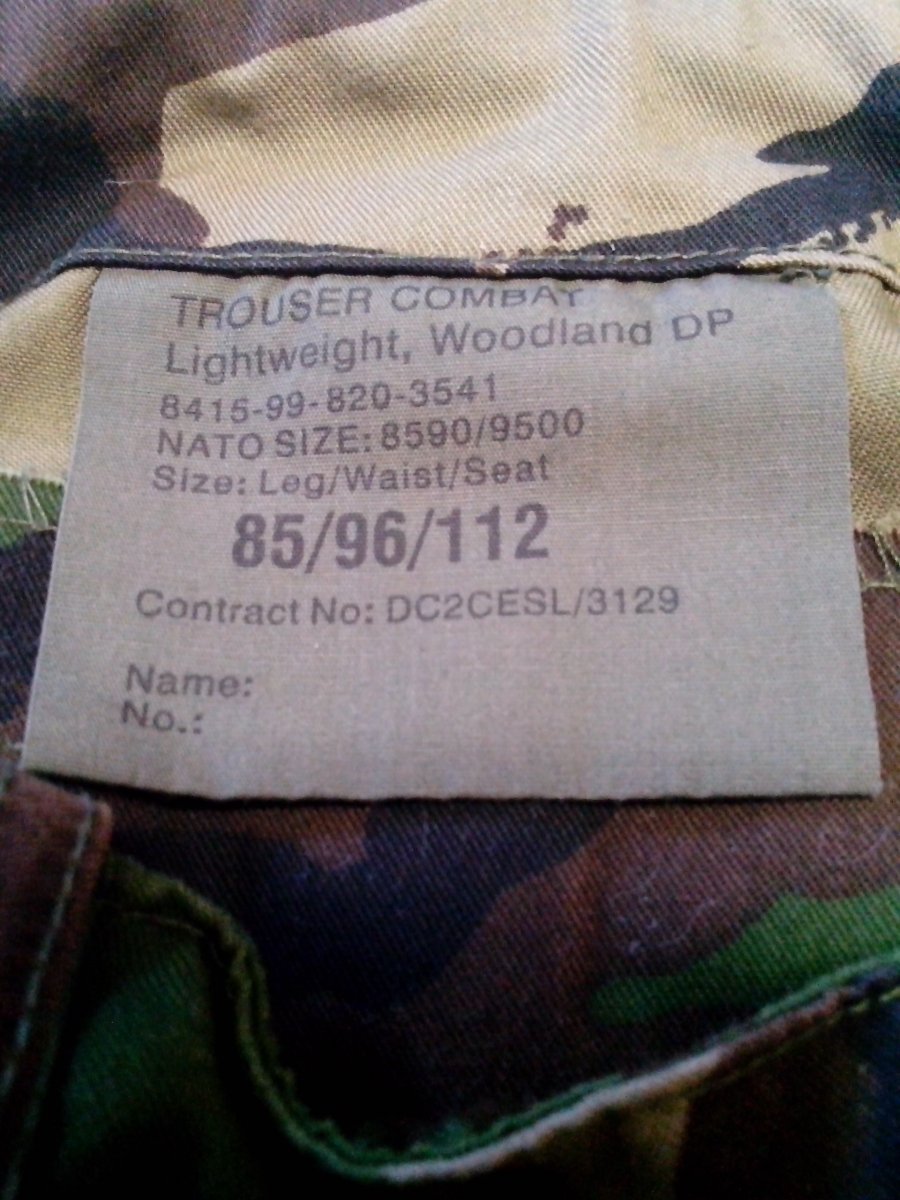 TROUSER COMBAT
Lightweight, Woodland DP
8415-99-820-3541
NATO SIZE: 8590/9500
Size: Leg/Waist/Seat
85/96/112
Contract No: DC2CESL/3129
Name:
No.: